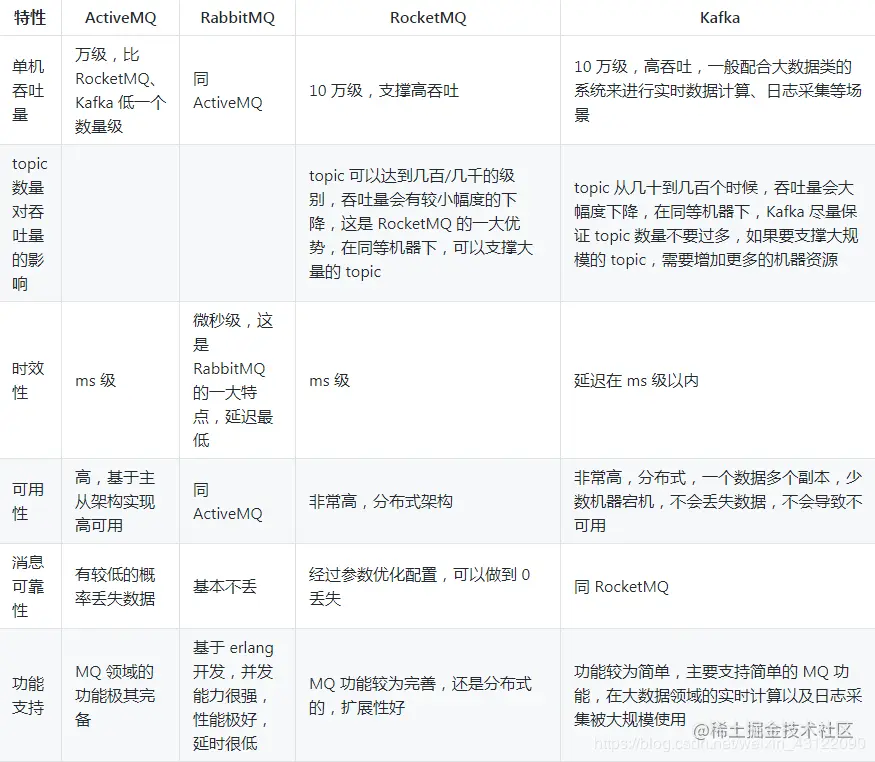 特性
ActiveMQ
RabbitMQ
RocketMQ
Kafka
单机
吞吐
量
万级，比
RocketMQ、
Kafka 低一个
数量级
同
ActiveMQ
10 万级，支撑高吞吐
10 万级，高吞吐，一般配合大数据类的
系统来进行实时数据计算、日志采集等场
景
topic
数量
对吞
吐量
的影
响
topic 可以达到几百/几千的级
别，吞吐量会有较小幅度的下
降，这是 RocketMQ 的一大优
势，在同等机器下，可以支撑大
量的 topic
topic 从几十到几百个时候，吞吐量会大
幅度下降，在同等机器下，Kafka 尽量保
证 topic 数量不要过多，如果要支撑大规
模的 topic，需要增加更多的机器资源
时效
性
ms 级
微秒级，这
是
RabbitMQ
的一大特
点，延迟最
低
ms 级
延迟在 ms 级以内
可用
性
高，基于主
从架构实现
高可用
同
ActiveMQ
非常高，分布式架构
非常高，分布式，一个数据多个副本，少
数机器宕机，不会丢失数据，不会导致不
可用
消息
可靠
性
有较低的概
率丢失数据
基本不丢
经过参数优化配置，可以做到 0
丢失
同 RocketMQ
功能
支持
MQ 领域的
功能极其完
备
基于 erlang
开发，并发
能力很强，
性能极好，
延时很低
MQ 功能较为完善，还是分布式
的，扩展性好
功能较为简单，主要支持简单的 MQ 功
能，在大数据领域的实时计算以及日志采
集被大规模使用
@稀土掘金技术社区
https://blog.csdn.net/weixin_43122090